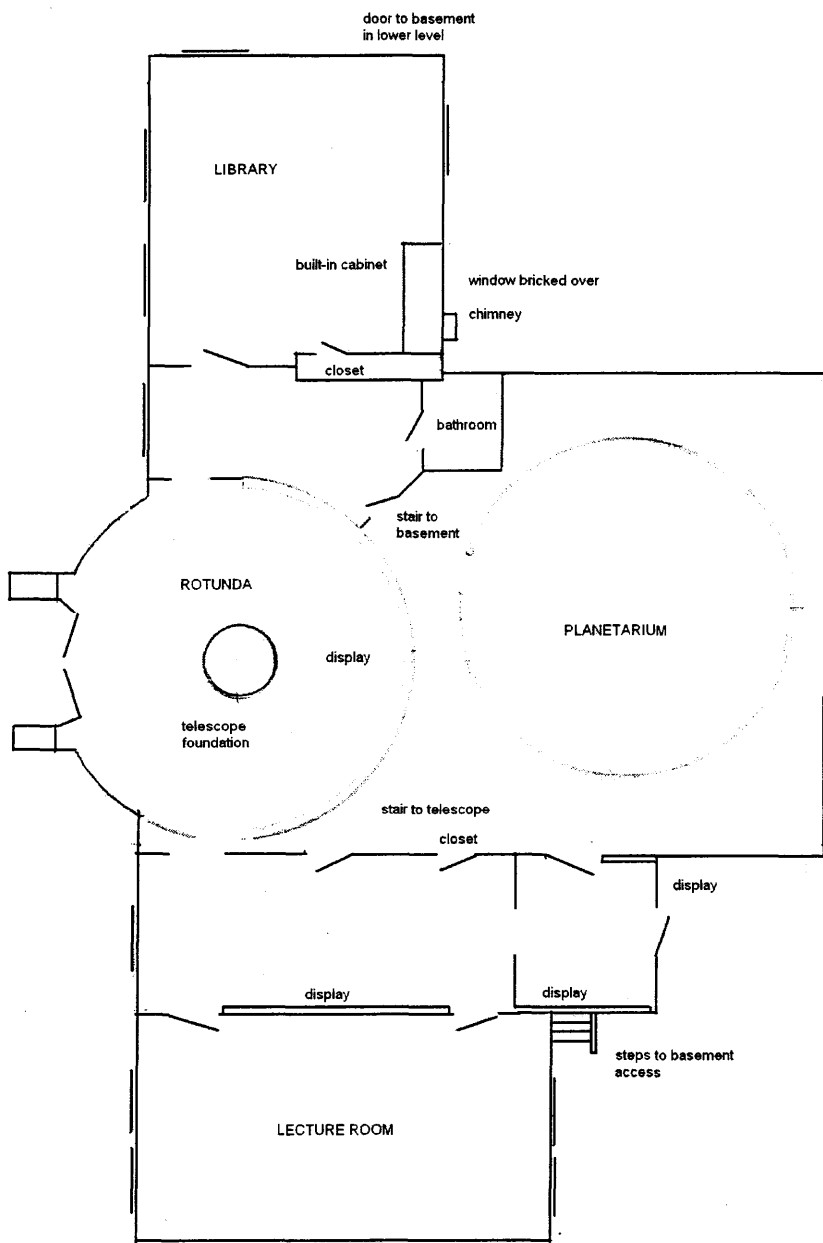 door to basement
in lower level
LIBRARY
built-in cabinet
window bricked over
chimney
closet
bathroom
stair to
basement
ROTUNDA
PLANETARIUM
display
telescope
foundation
stair to telescope
closet
display
display
display
steps to basement
access
LECTURE ROOM